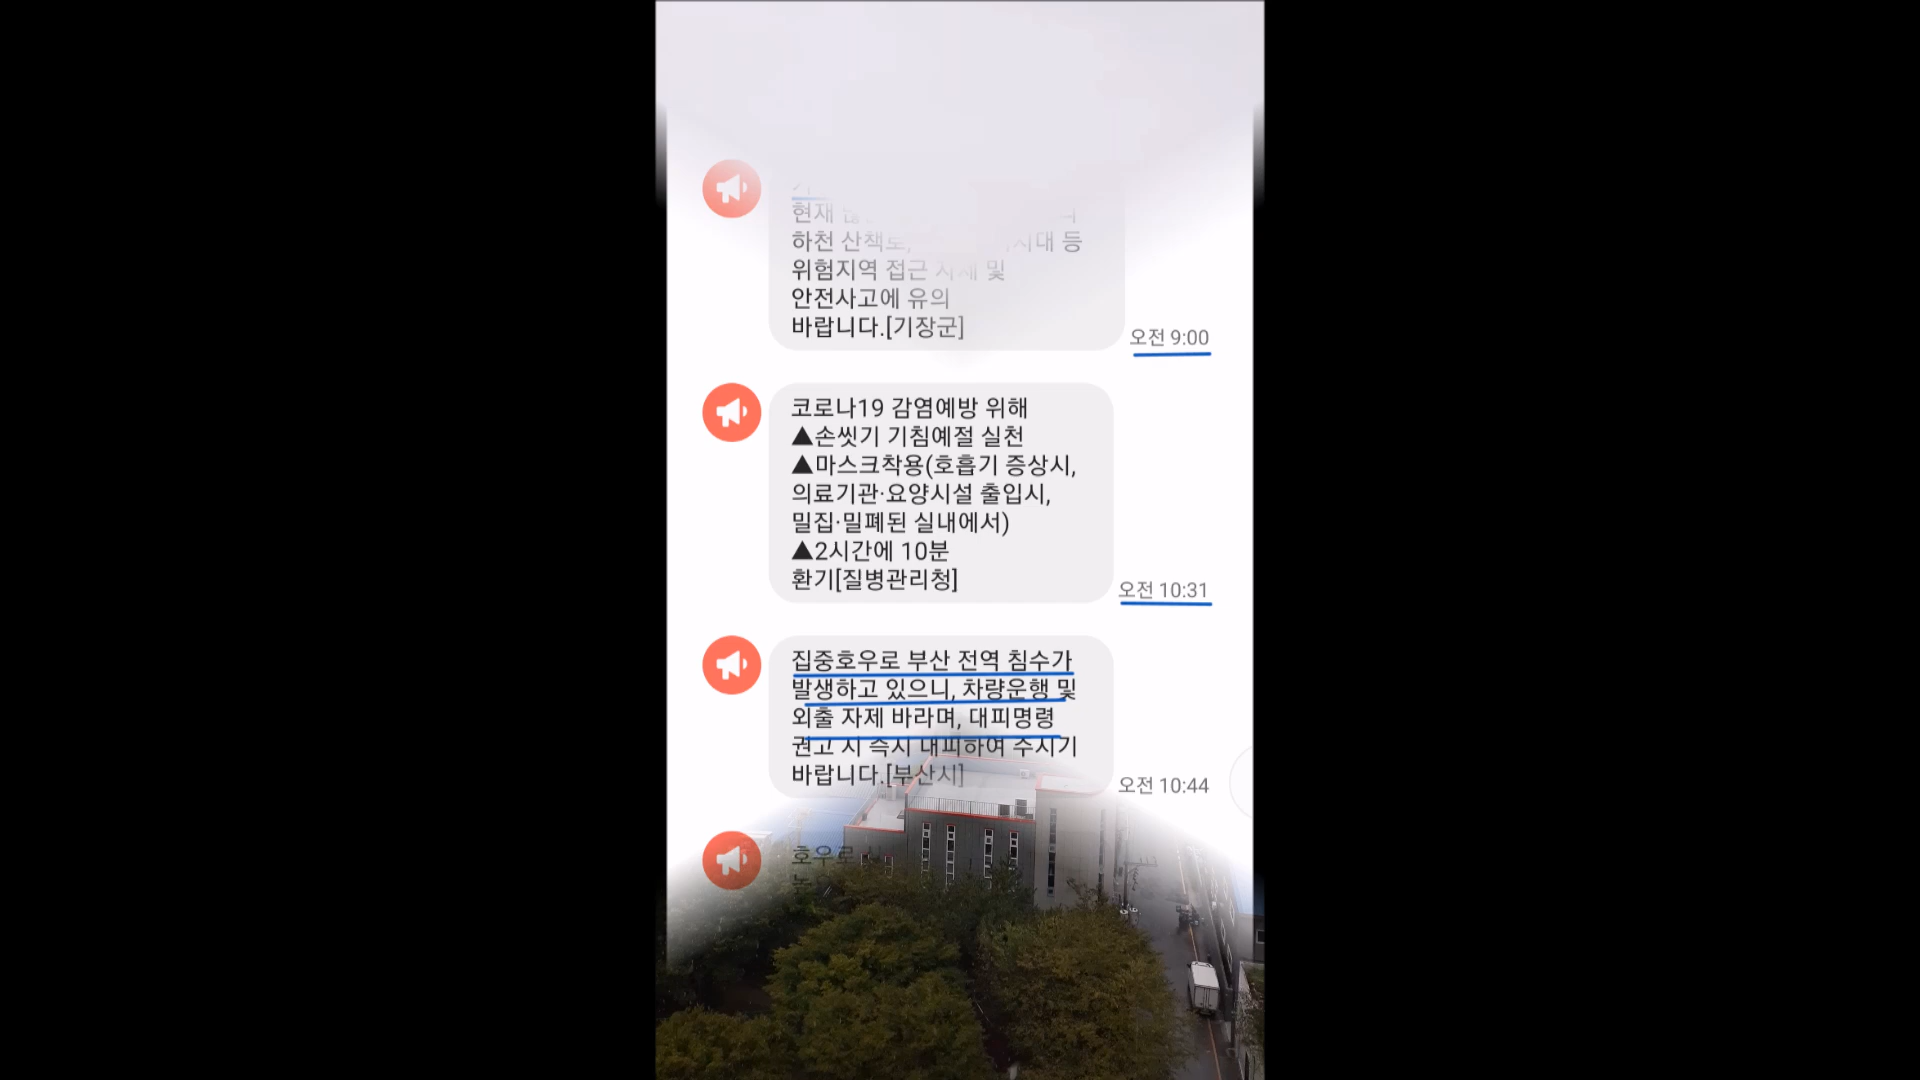 현재
하천 산책로, 등
위험지역 접근 자제 및
안전사고에 유의
바랍니다.[기장군]
오전 9:00
코로나19 감염예방 위해
▲손씻기 기침예절 실천
▲마스크착용(호흡기 증상시,
의료기관·요양시설 출입시,
밀집·밀폐된 실내에서)
▲2시간에 10분
환기[질병관리청]
오전 10:31
집중호우로 부산 전역 침수가
발생하고 있으니, 차량운행 및
외출 자제 바라며, 대피명령
권고 시 즉시 대피하여 주시기
바랍니다.[부산시]
오전 10:44
호우로